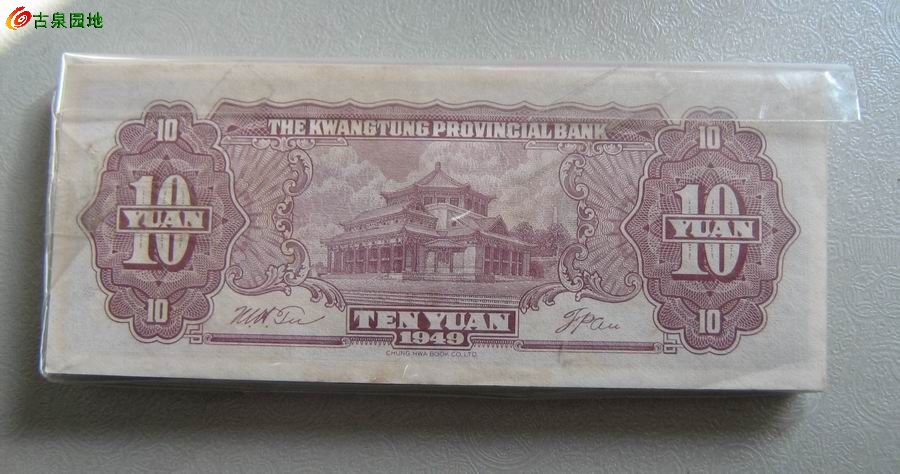 古泉园地
10 10
THE KWANGTUNG PROVINCIAL BANK
10 YUAN
10 YUAN
10 10
TEN YUAN
1949
CHUNG HWA BOOK CO., LTD.